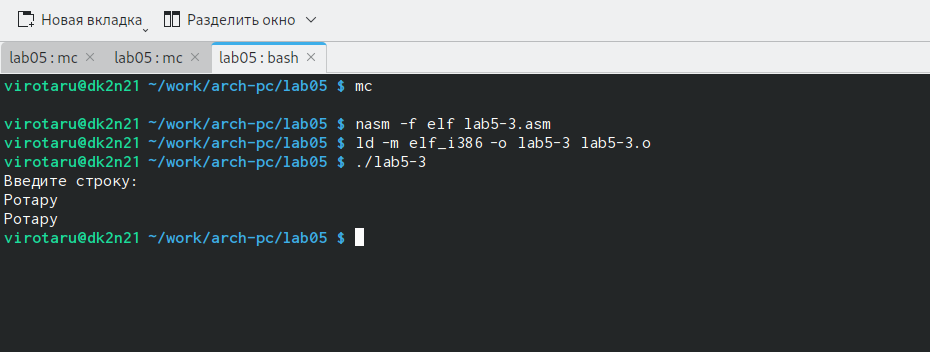 Новая вкладка Разделить окно
lab05 : mc × lab05 : mc × lab05 : bash ×
virotaru@dk2n21 ~/work/arch-pc/lab05 $ mc
virotaru@dk2n21 ~/work/arch-pc/lab05 $ nasm -f elf lab5-3.asm
virotaru@dk2n21 ~/work/arch-pc/lab05 $ ld -m elf_i386 -o lab5-3 lab5-3.o
virotaru@dk2n21 ~/work/arch-pc/lab05 $ ./lab5-3
Введите строку:
Ротару
Ротару
virotaru@dk2n21 ~/work/arch-pc/lab05 $